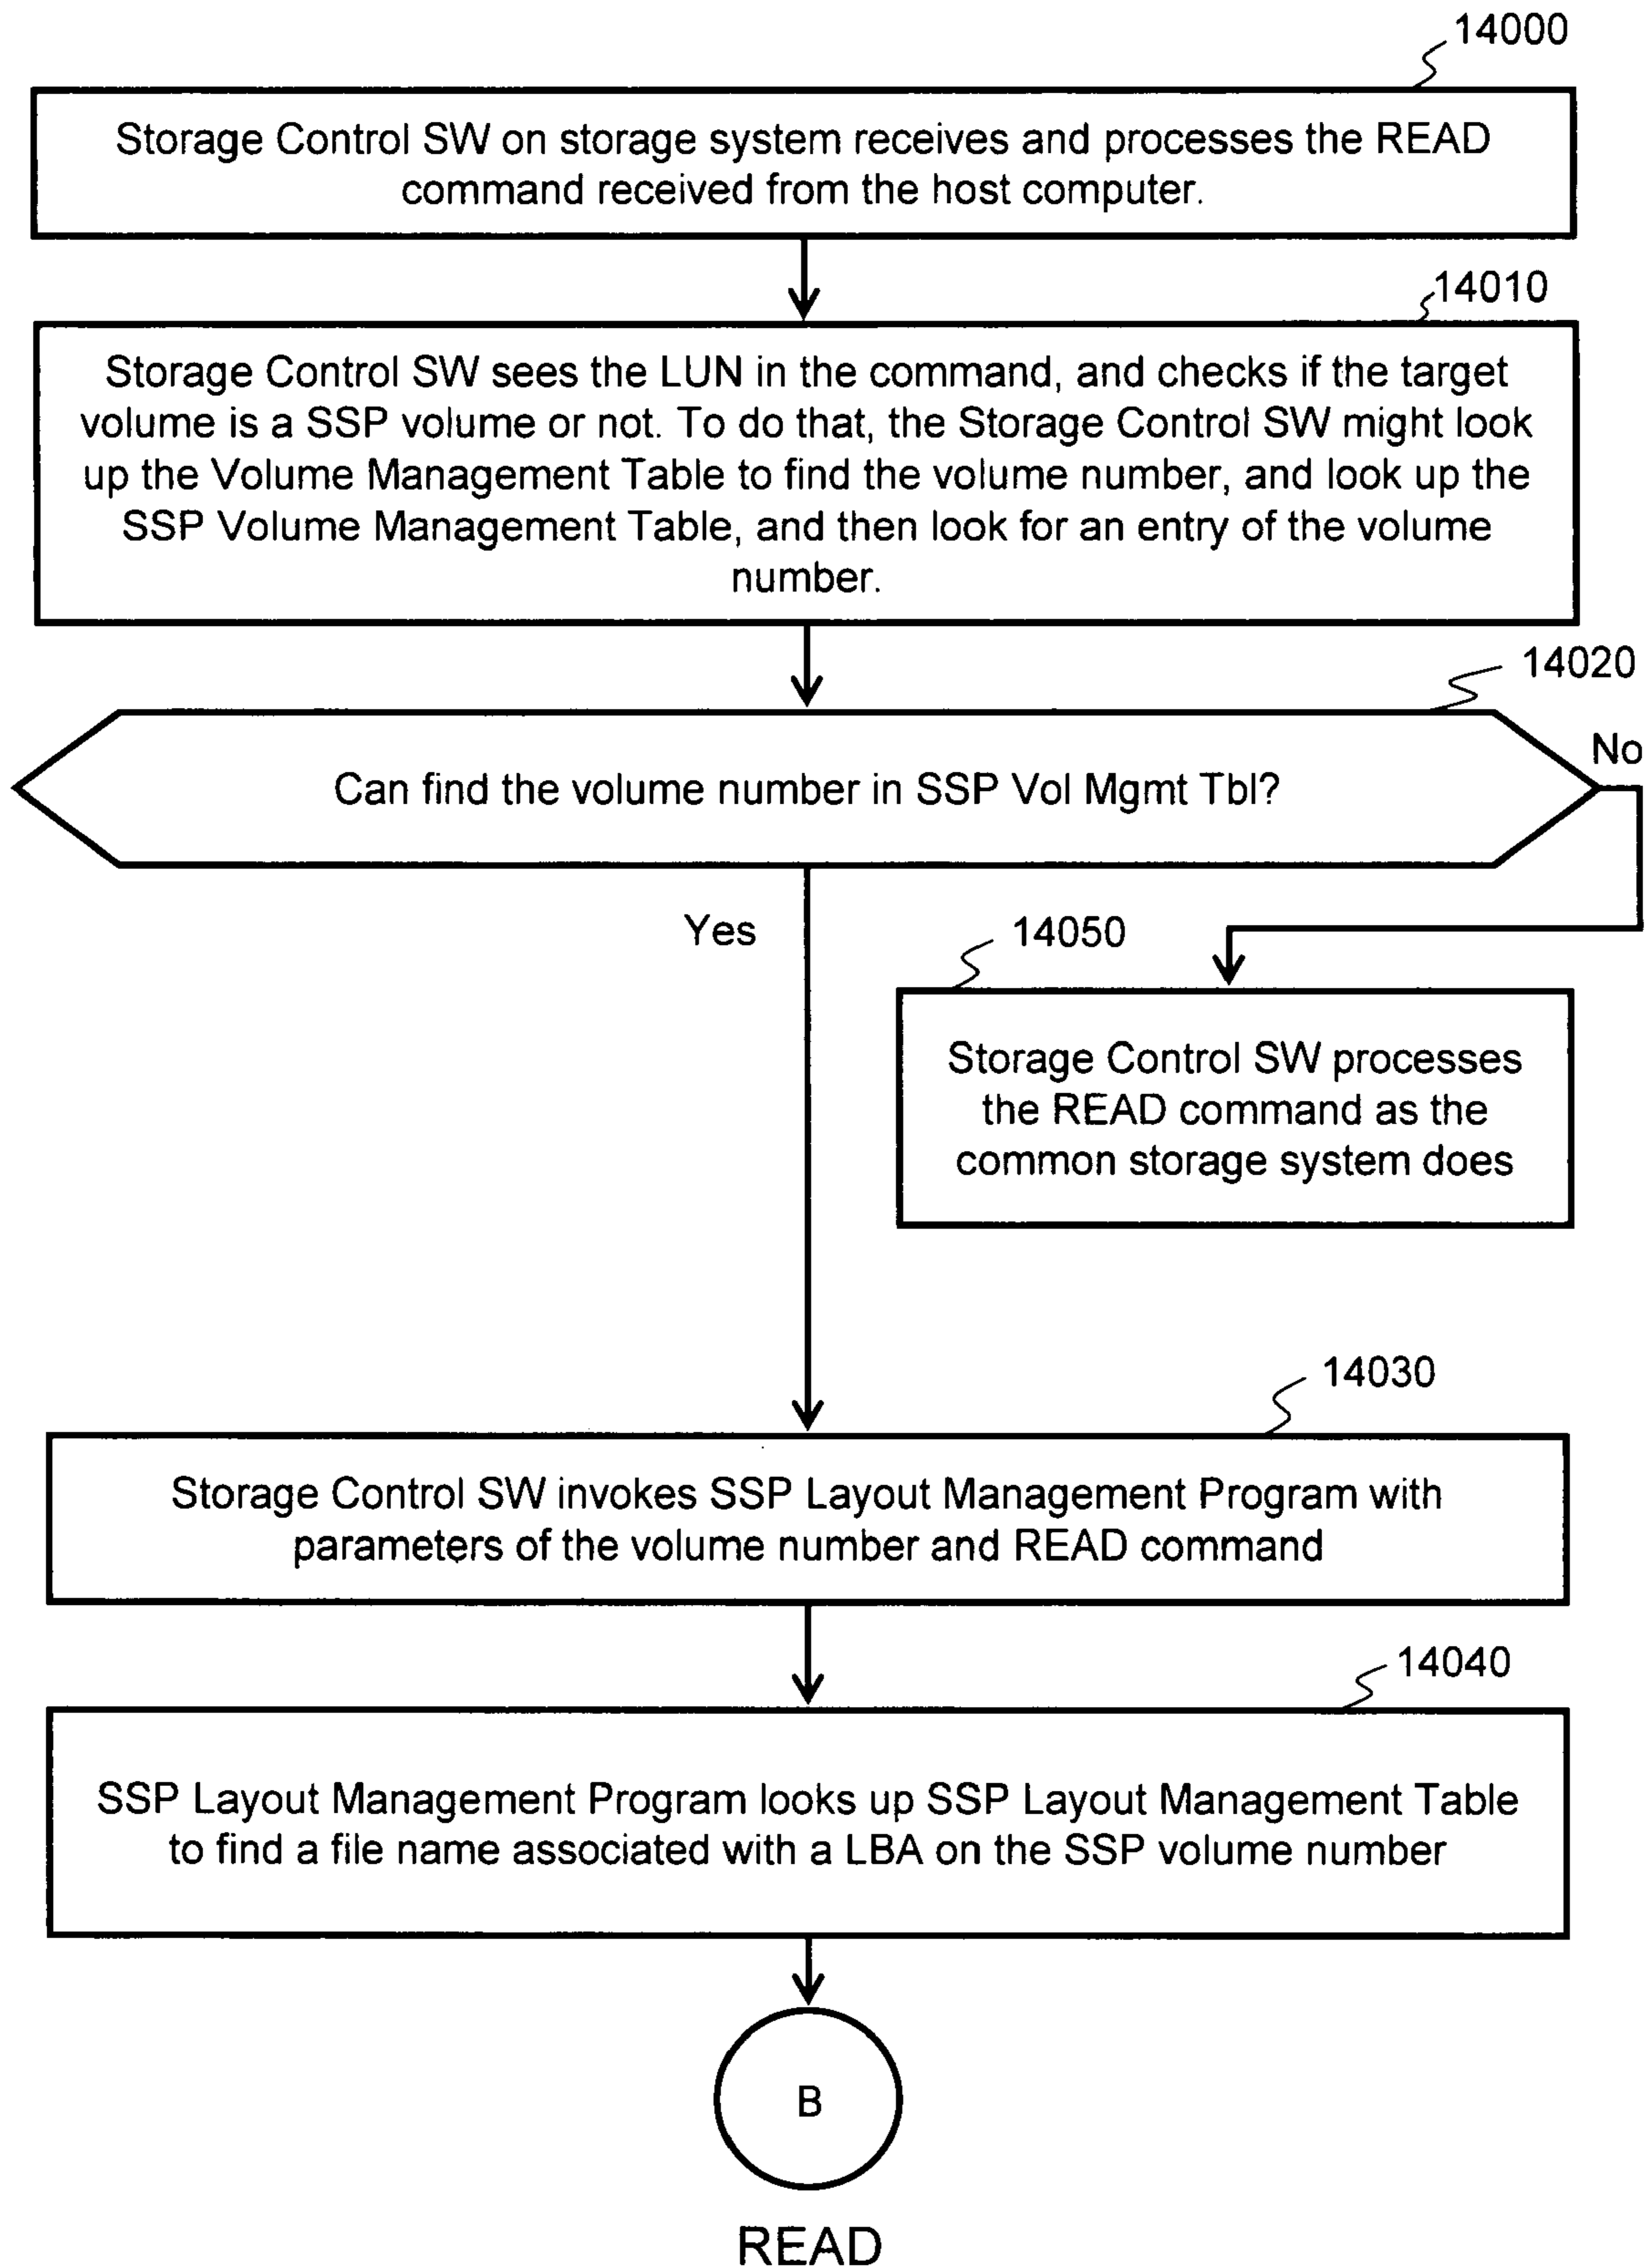 14000
Storage Control SW on storage system receives and processes the READ
command received from the host computer.
14010
Storage Control SW sees the LUN in the command, and checks if the target
volume is a SSP volume or not. To do that, the Storage Control SW might look
up the Volume Management Table to find the volume number, and look up the
SSP Volume Management Table, and then look for an entry of the volume
number.
14020
No
Can find the volume number in SSP Vol Mgmt Tbl?
Yes
14050
Storage Control SW processes
the READ command as the
common storage system does
14030
Storage Control SW invokes SSP Layout Management Program with
parameters of the volume number and READ command
14040
SSP Layout Management Program looks up SSP Layout Management Table
to find a file name associated with a LBA on the SSP volume number
B
READ